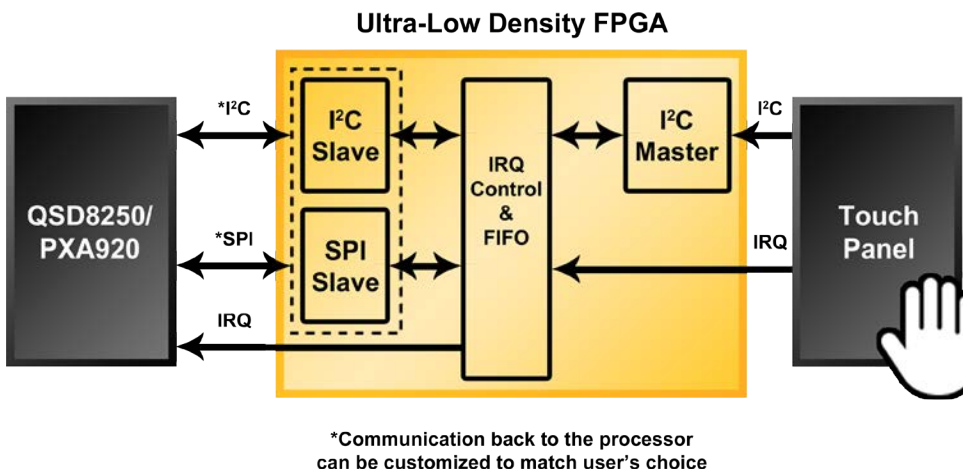 Ultra-Low Density FPGA
QSD8250/
PXA920
*I²C
*SPI
IRQ
I²C
Slave
SPI
Slave
IRQ
Control
&
FIFO
I²C
Master
I²C
IRQ
Touch
Panel
*Communication back to the processor
can be customized to match user's choice